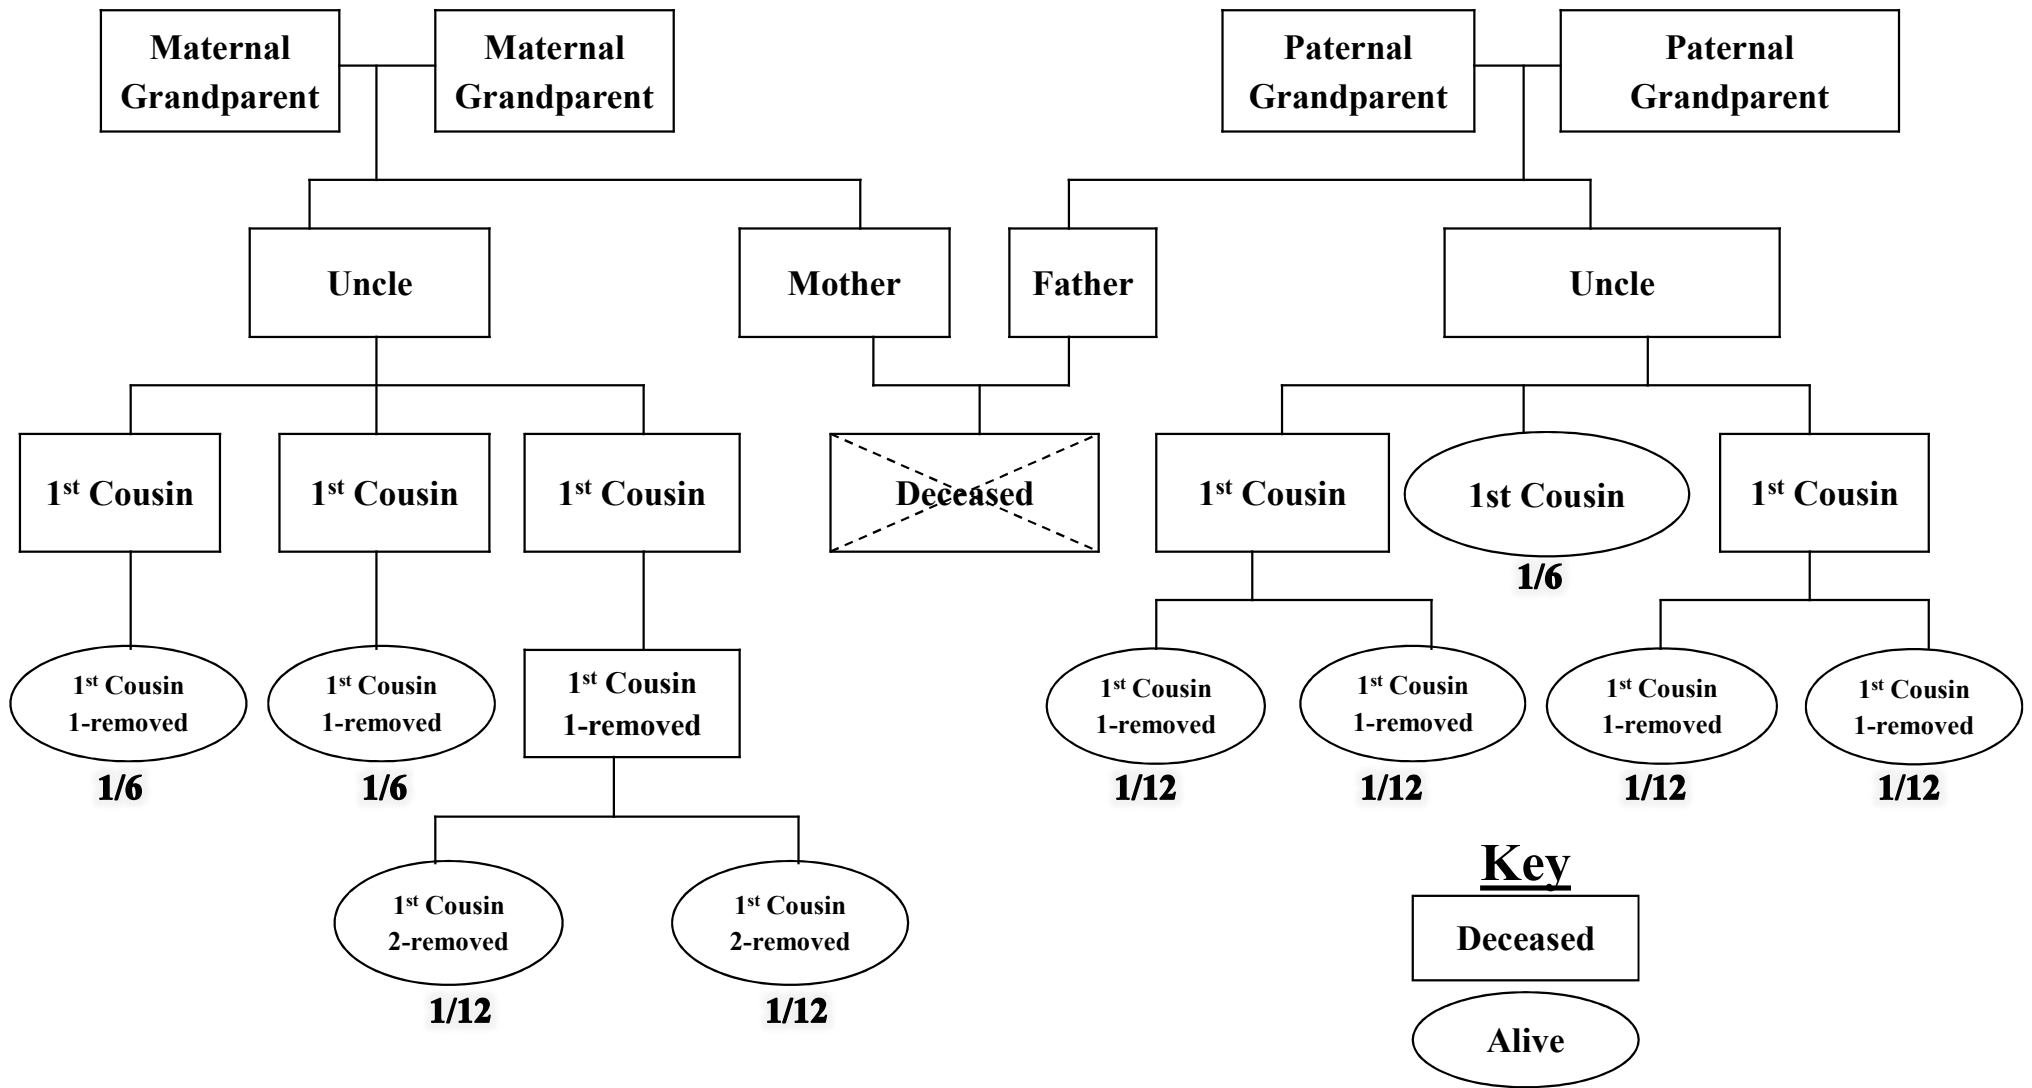 Maternal
Grandparent
Maternal
Grandparent
Paternal
Grandparent
Paternal
Grandparent
Uncle
Mother
Father
Uncle
1st Cousin
1st Cousin
1st Cousin
Deceased
1st Cousin
1st Cousin
1st Cousin
1/6
1st Cousin
1-removed
1st Cousin
1-removed
1st Cousin
1-removed
1st Cousin
1-removed
1st Cousin
1-removed
1st Cousin
1-removed
1st Cousin
1-removed
1/6
1/6
1/12
1/12
1/12
1/12
1st Cousin
2-removed
1st Cousin
2-removed
1/12
1/12
Key
Deceased
Alive